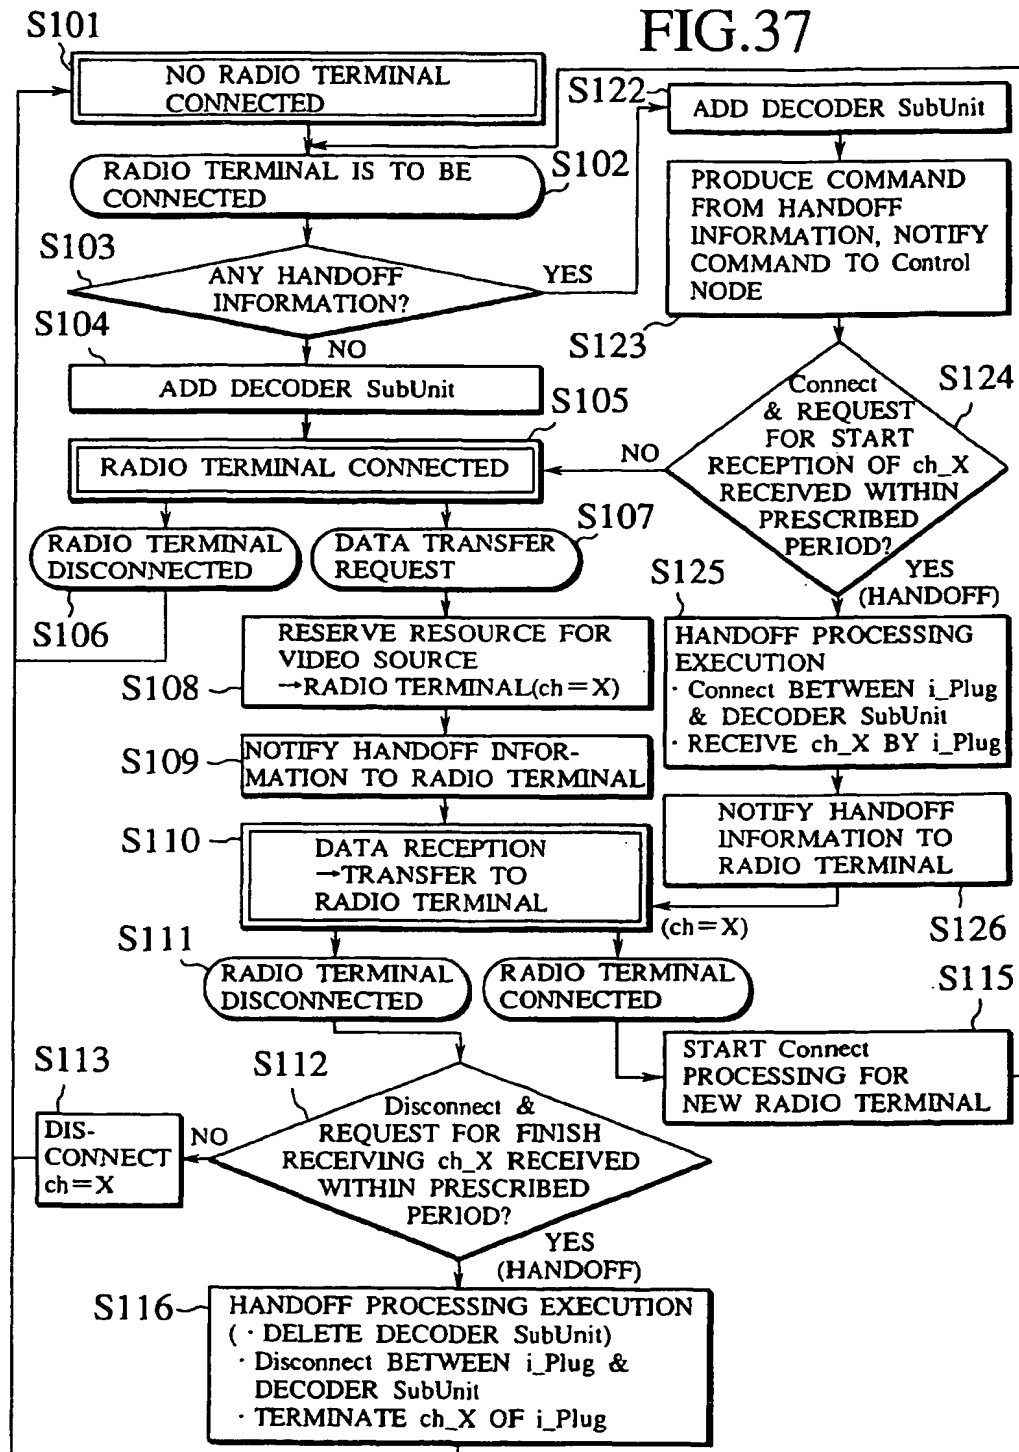 FIG.37
S101
NO RADIO TERMINAL
CONNECTED
S102
RADIO TERMINAL IS TO BE
CONNECTED
S103
ANY HANDOFF
INFORMATION?
YES
NO
S104
ADD DECODER SubUnit
S105
RADIO TERMINAL CONNECTED
RADIO TERMINAL
DISCONNECTED
S106
S107
DATA TRANSFER
REQUEST
RESERVE RESOURCE FOR
VIDEO SOURCE
→RADIO TERMINAL(ch=X)
S108
S109
NOTIFY HANDOFF INFOR-
MATION TO RADIO TERMINAL
S110
DATA RECEPTION
→TRANSFER TO
RADIO TERMINAL
S111
RADIO TERMINAL
DISCONNECTED
RADIO TERMINAL
CONNECTED
S112
Disconnect &
REQUEST FOR FINISH
RECEIVING ch_X RECEIVED
WITHIN PRESCRIBED
PERIOD?
NO
S113
DIS-
CONNECT
ch=X
YES
(HANDOFF)
S116
HANDOFF PROCESSING EXECUTION
( · DELETE DECODER SubUnit)
· Disconnect BETWEEN i_Plug &
DECODER SubUnit
· TERMINATE ch_X OF i_Plug
S122
ADD DECODER SubUnit
PRODUCE COMMAND
FROM HANDOFF
INFORMATION, NOTIFY
COMMAND TO Control
NODE
S123
S124
Connect
& REQUEST
FOR START
RECEPTION OF ch_X
RECEIVED WITHIN
PRESCRIBED
PERIOD?
NO
YES
(HANDOFF)
S125
HANDOFF PROCESSING
EXECUTION
· Connect BETWEEN i_Plug
& DECODER SubUnit
· RECEIVE ch_X BY i_Plug
NOTIFY HANDOFF
INFORMATION TO
RADIO TERMINAL
(ch=X)
S126
S115
START Connect
PROCESSING FOR
NEW RADIO TERMINAL